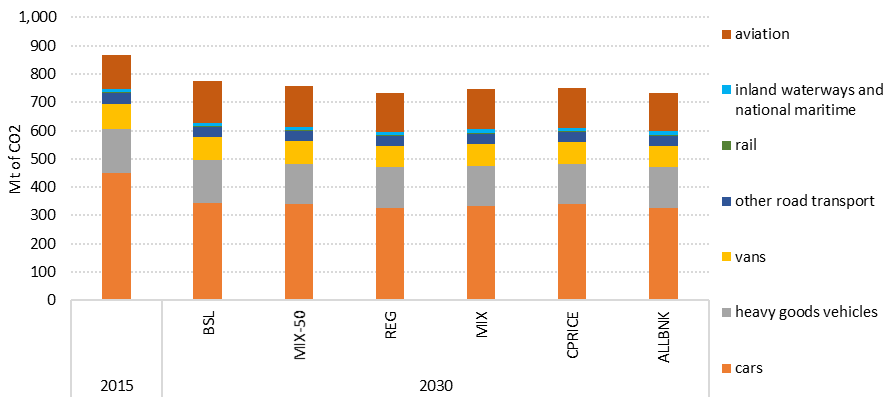 1,000
900
800
700
600
500
400
300
200
100
0
Mt of CO2
BSL
MIX-50
REG
MIX
CPRICE
ALLBNK
2015
2030
aviation
inland waterways and
national maritime
rail
other road transport
vans
heavy goods vehicles
cars